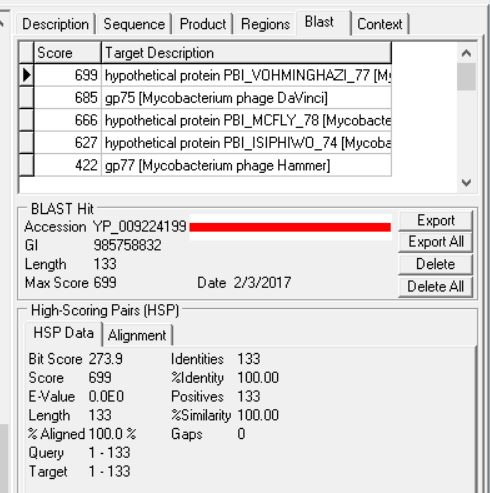 Description Sequence Product Regions Blast Context
Score Target Description
699 hypothetical protein PBI_VOHMINGHAZI_77 [My
685 gp75 [Mycobacterium phage DaVinci]
666 hypothetical protein PBI_MCFLY_78 [Mycobacte
627 hypothetical protein PBI_ISIPHIWO_74 [Mycoba
422 gp77 [Mycobacterium phage Hammer]
BLAST Hit
Accession YP_009224199 Export
GI 985758832 Export All
Length 133 Delete
Max Score 699 Date 2/3/2017 Delete All
High-Scoring Pairs (HSP)
HSP Data Alignment
Bit Score 273.9 Identities 133
Score 699 %Identity 100.00
E-Value 0.0E0 Positives 133
Length 133 %Similarity 100.00
% Aligned 100.0 % Gaps 0
Query 1 - 133
Target 1 - 133